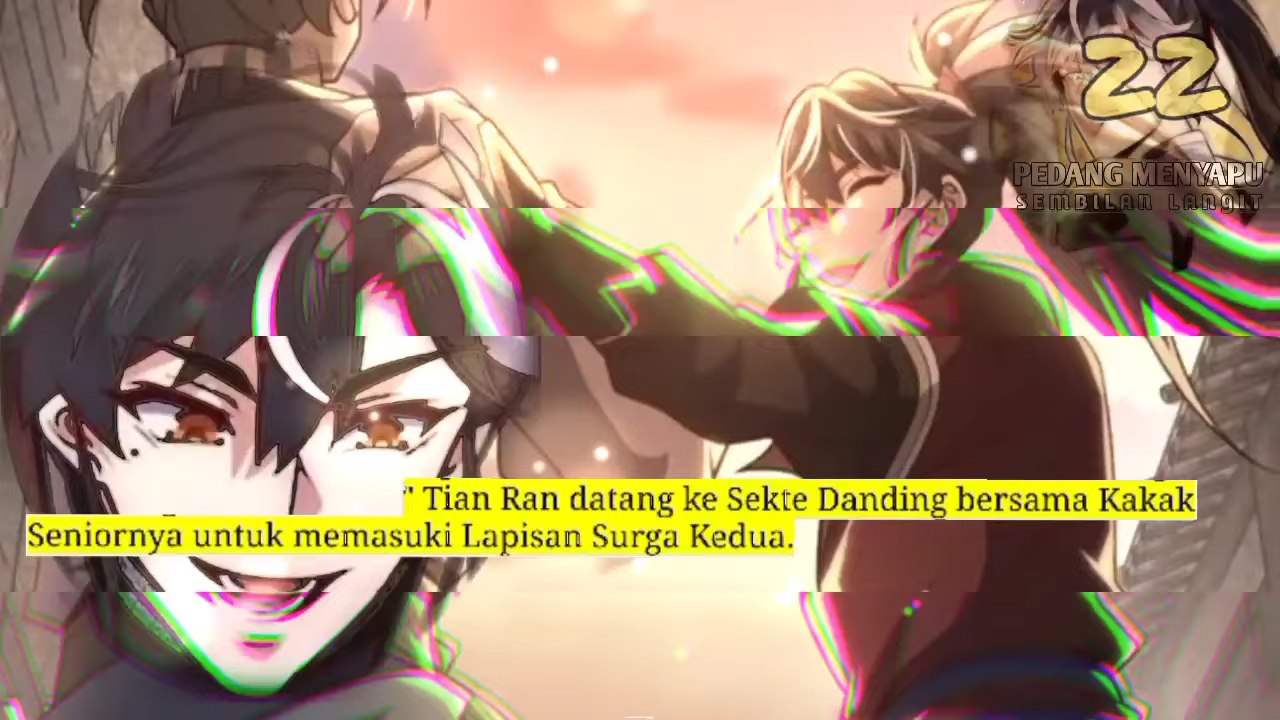 22
PEDANG MENYAPU
SEMBILAN LANGIT
" Tian Ran datang ke Sekte Danding bersama Kakak
Seniornya untuk memasuki Lapisan Surga Kedua.